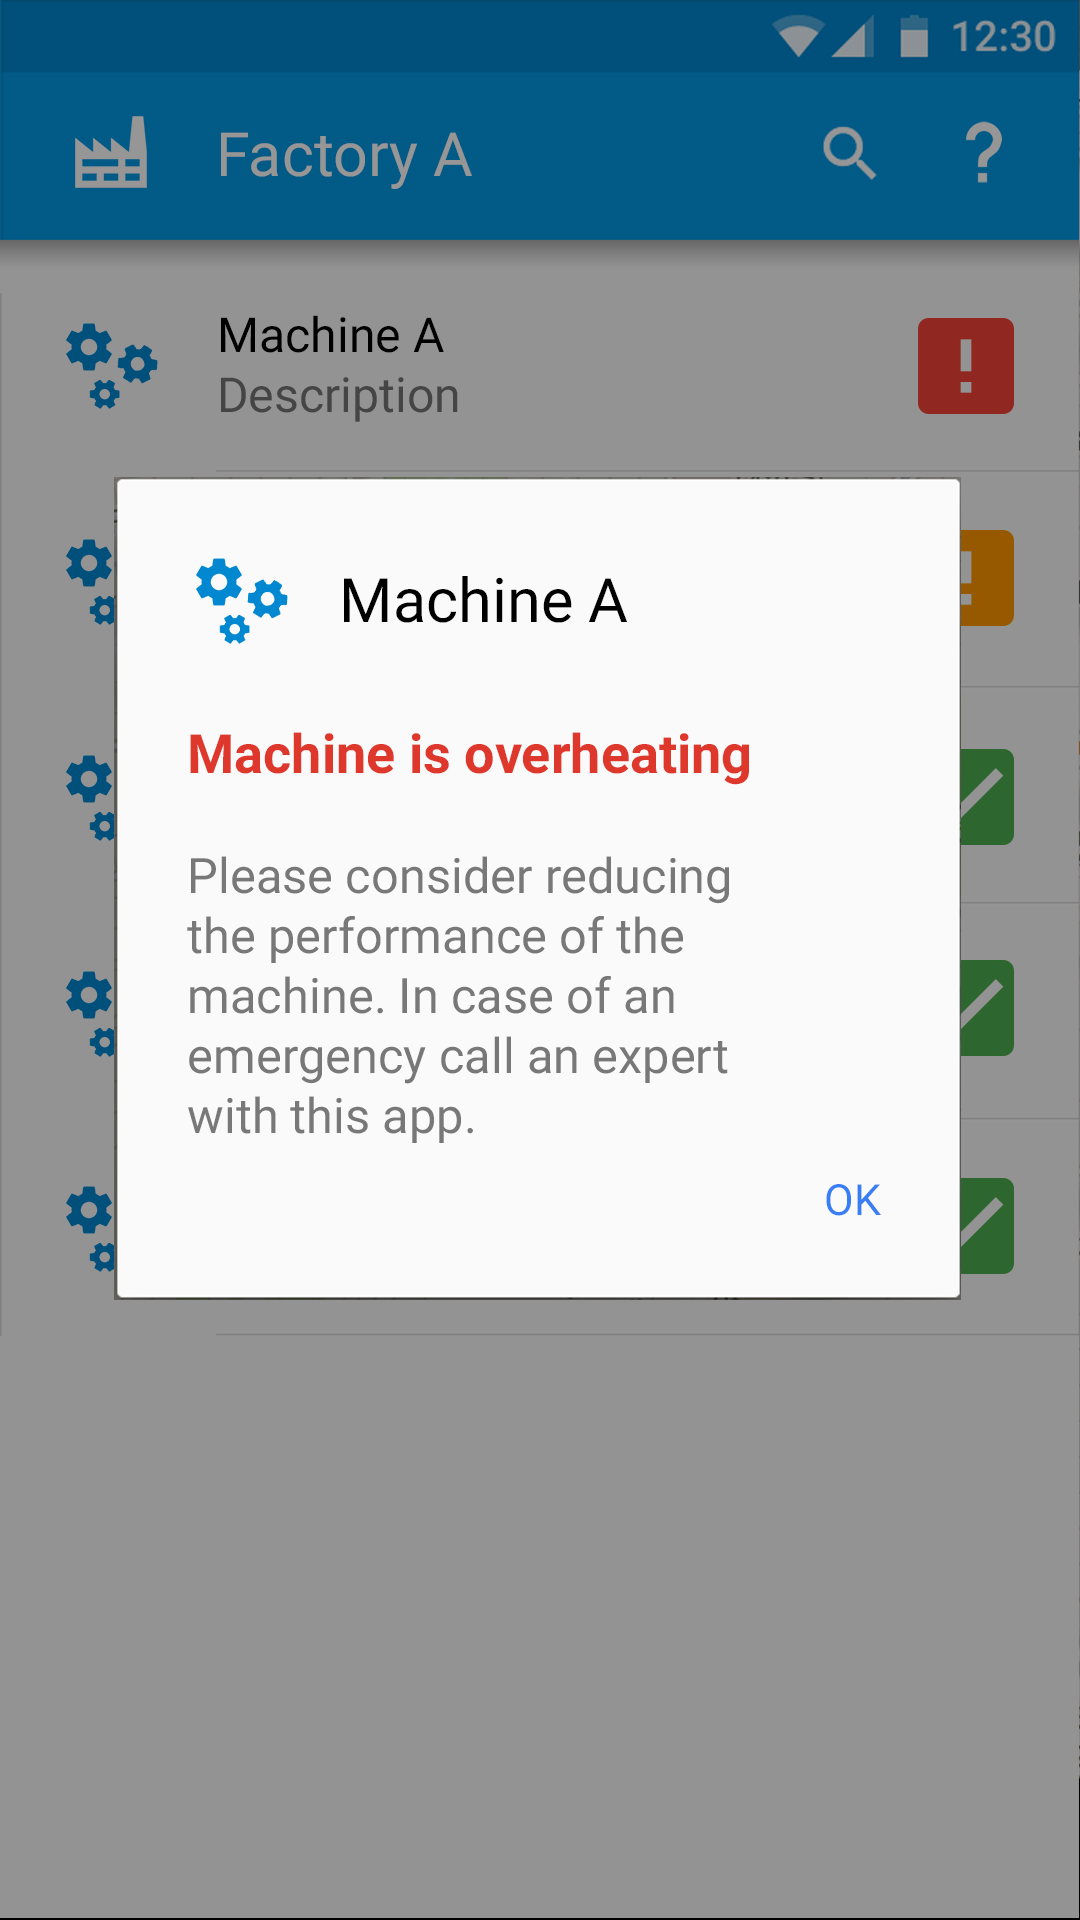 12:30
Factory A
Machine A
Description
Machine A
Machine is overheating
Please consider reducing
the performance of the
machine. In case of an
emergency call an expert
with this app.
OK